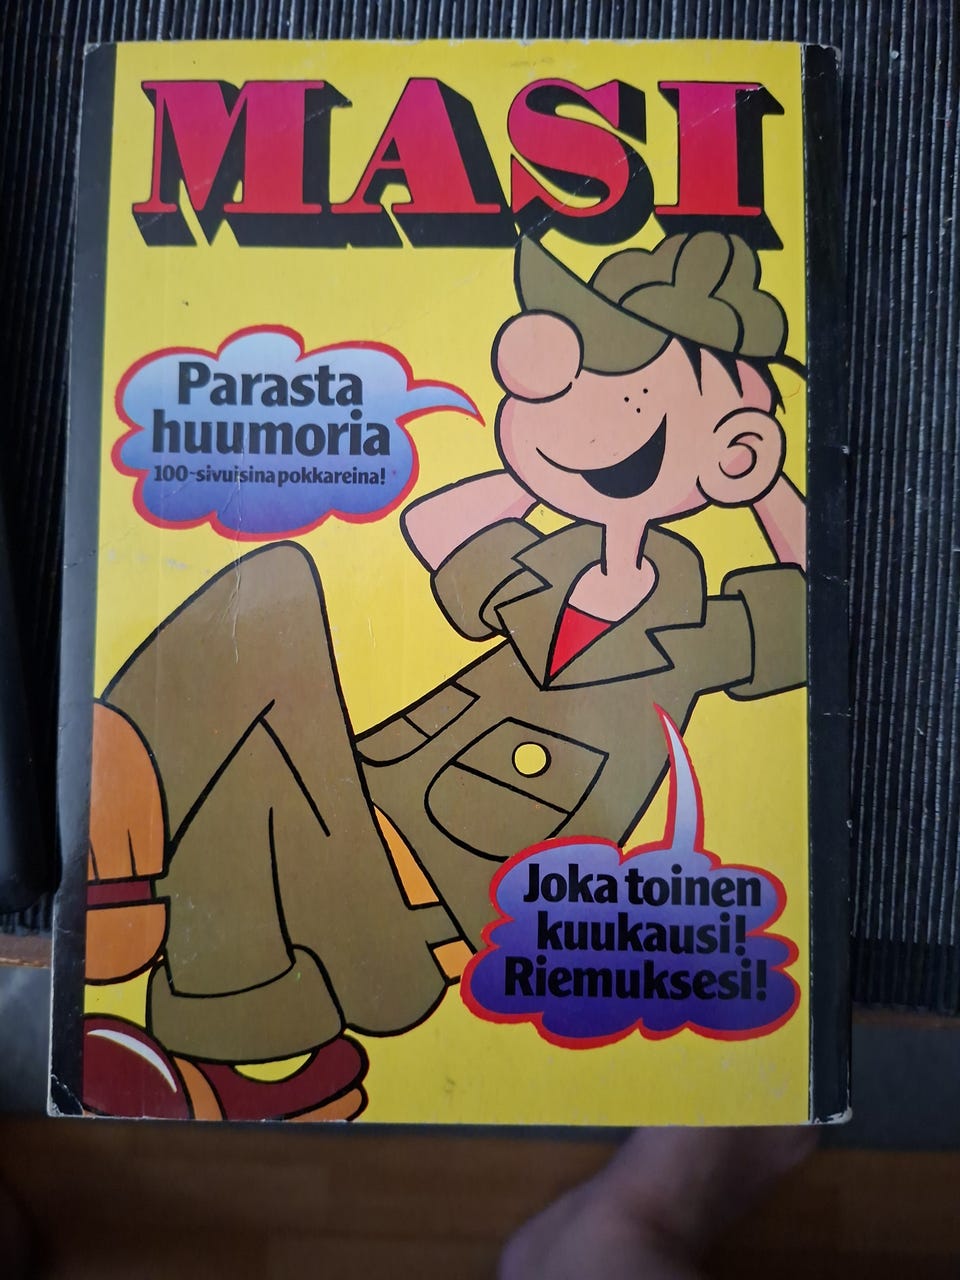 MASI
Parasta
huumoria
100-sivuisina pokkareina!
Joka toinen
kuukausi!
Riemuksesi!